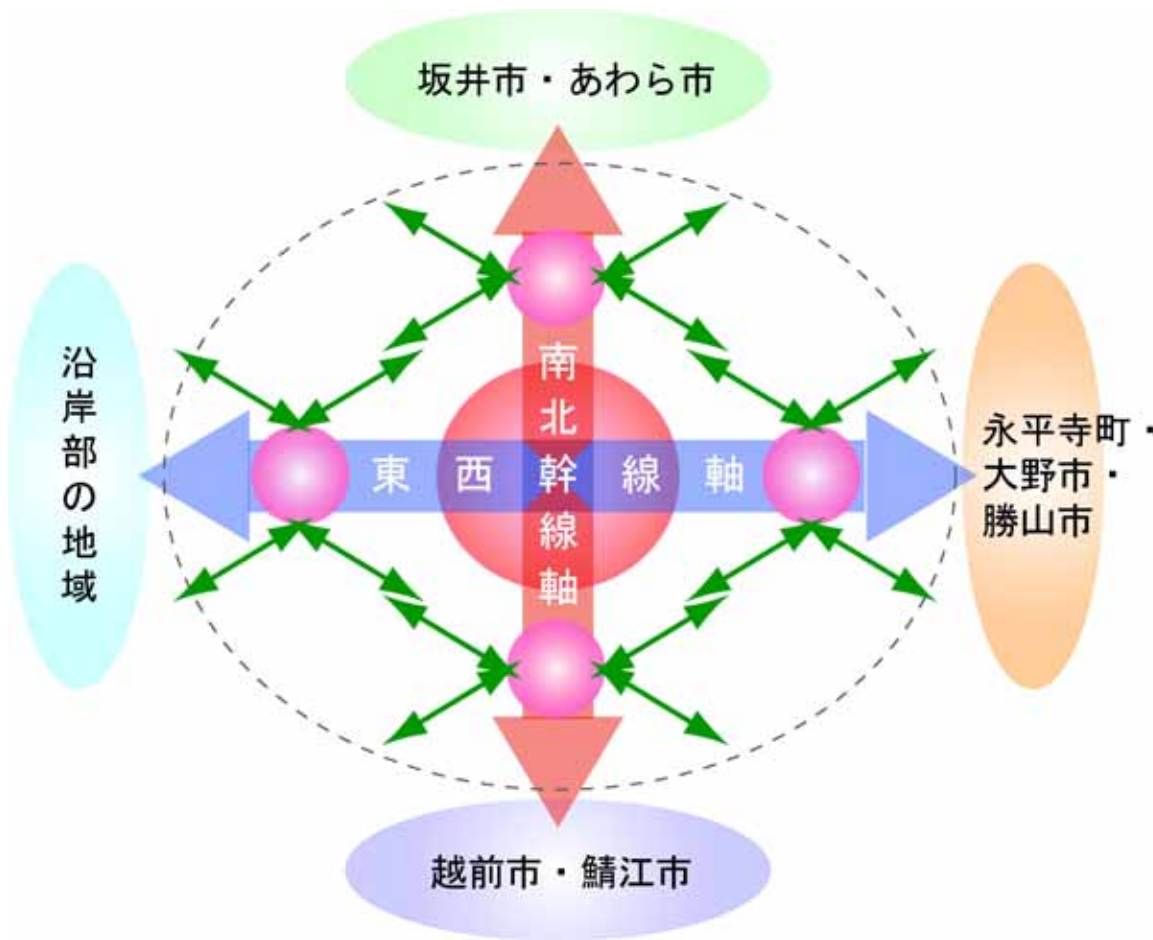 坂井市・あわら市
沿岸部の地域
南北幹線軸
東西幹線軸
永平寺町・
大野市・
勝山市
越前市・鯖江市